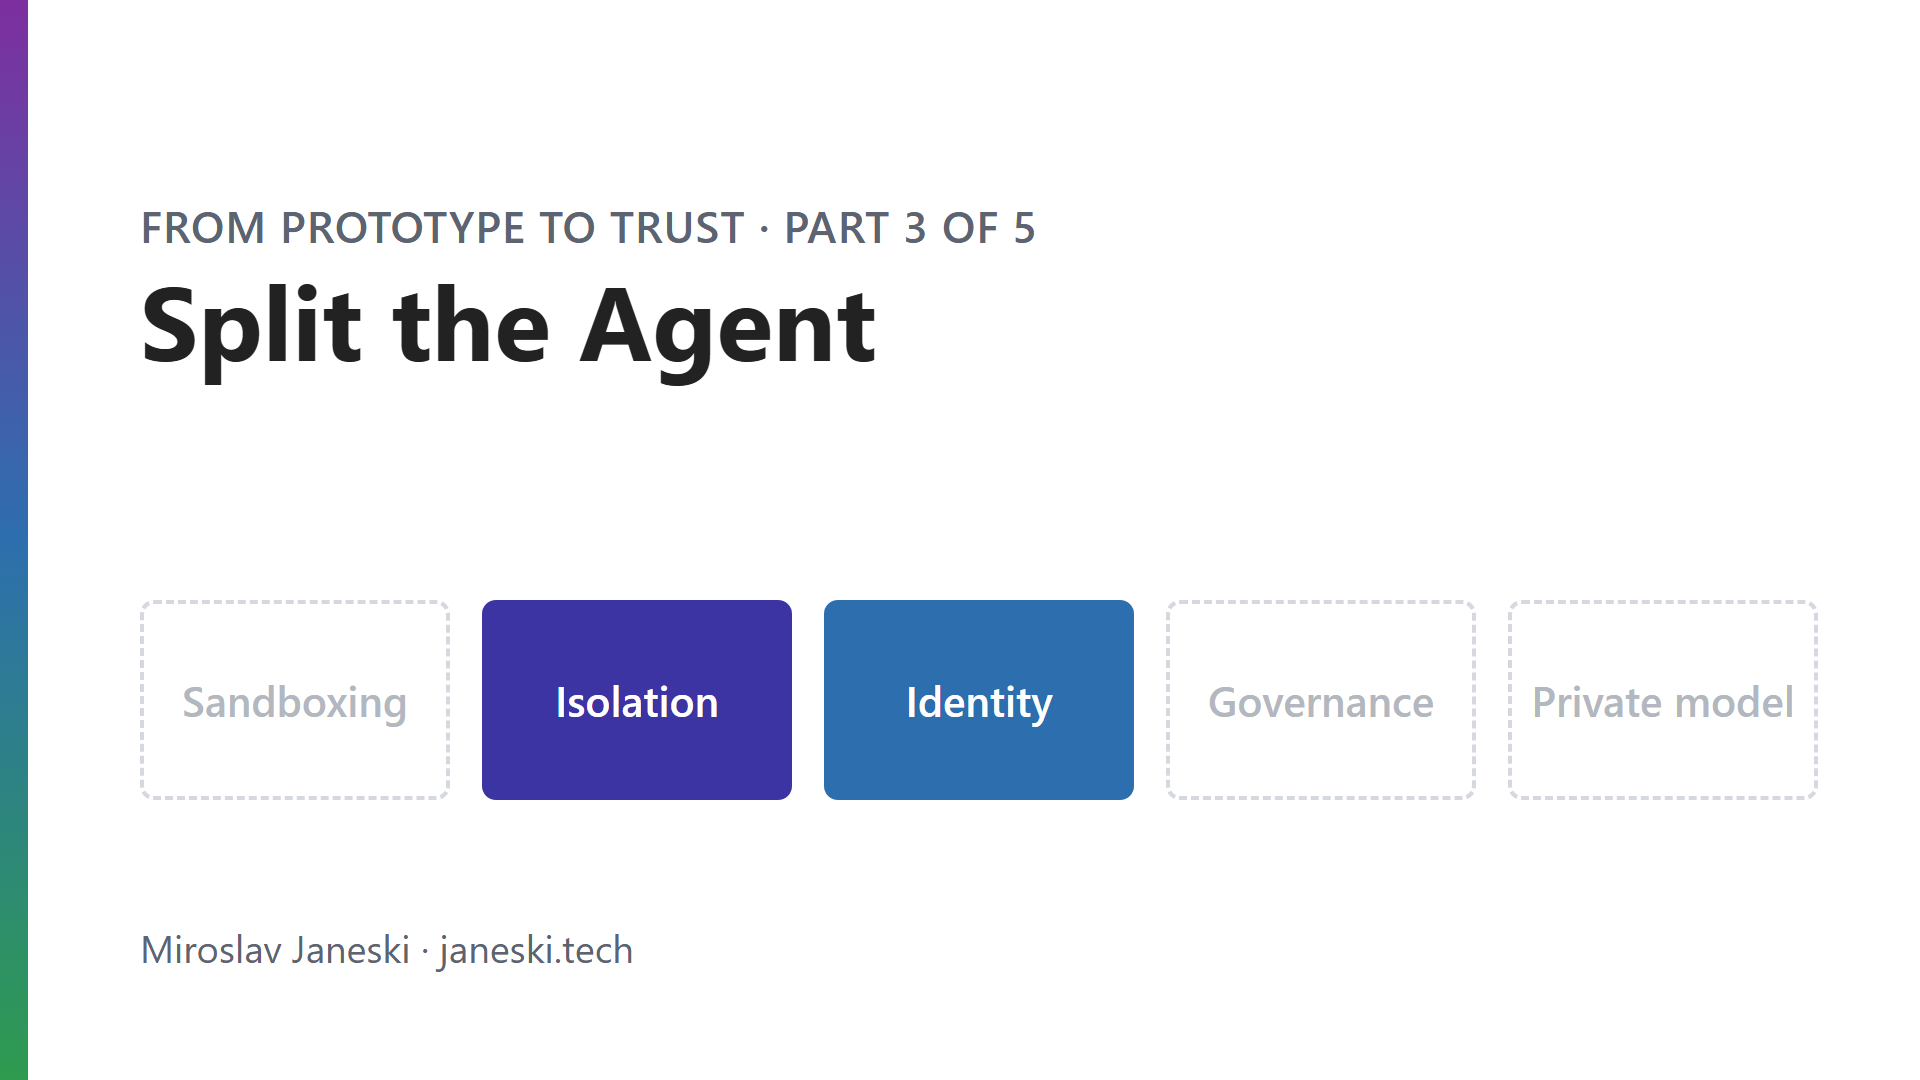 FROM PROTOTYPE TO TRUST · PART 3 OF 5
Split the Agent
Sandboxing
Isolation
Identity
Governance
Private model
Miroslav Janeski · janeski.tech